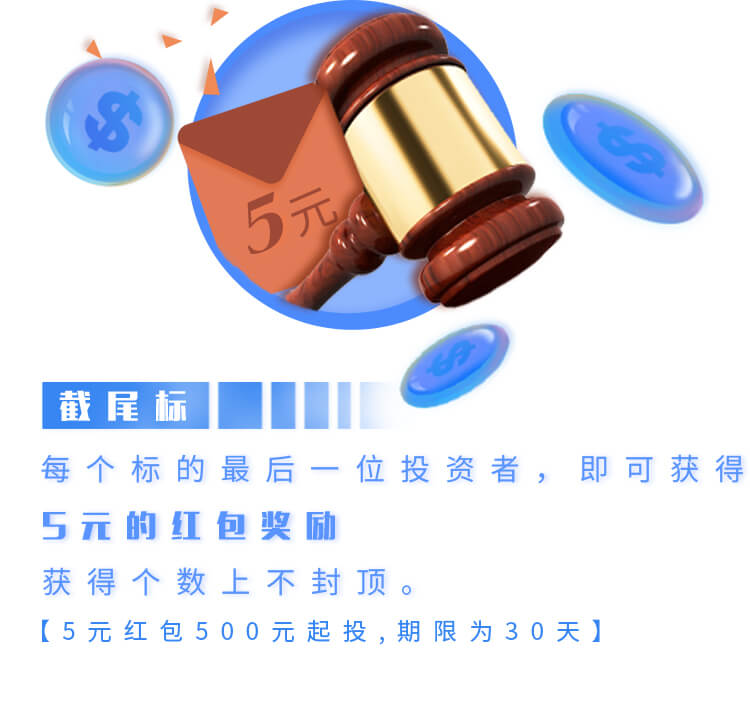 5元
截尾标
每个标的最后一位投资者，即可获得
5元的红包奖励
获得个数上不封顶。
【5元红包500元起投,期限为30天】